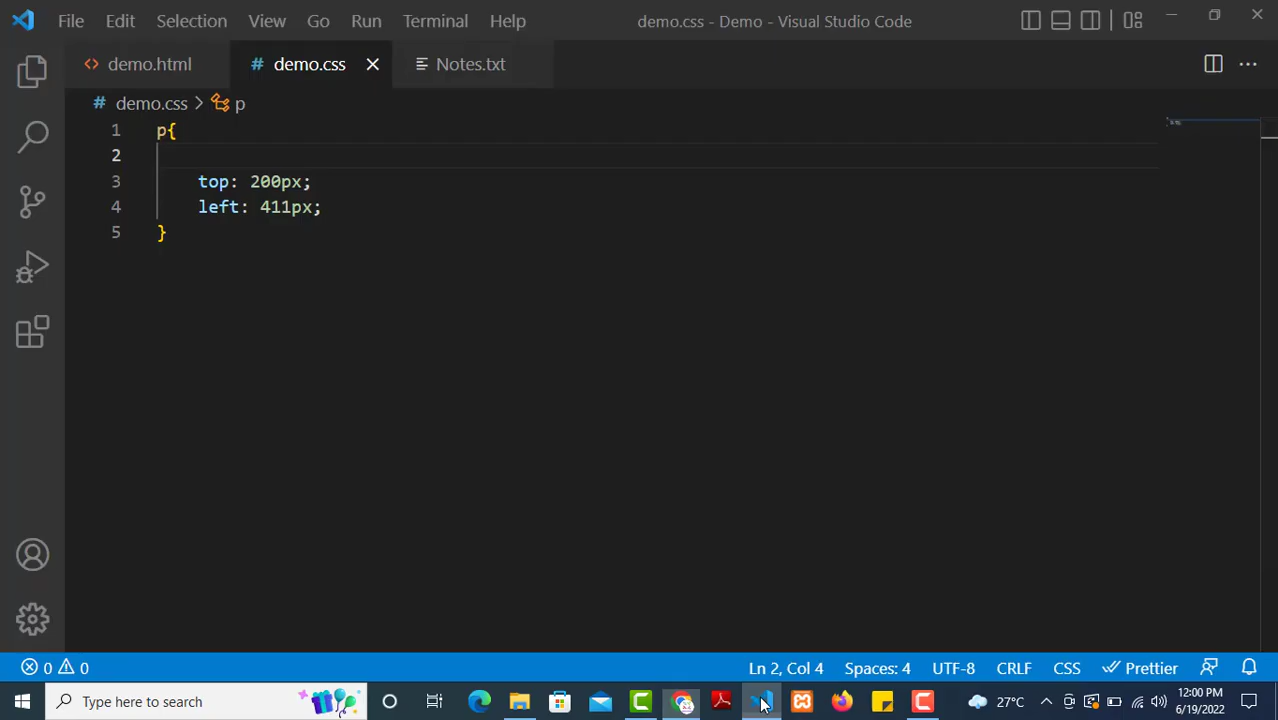 File Edit Selection View Go Run Terminal Help demo.css - Demo - Visual Studio Code
<> demo.html # demo.css Notes.txt
# demo.css > p
1 p{
2
3 top: 200px;
4 left: 411px;
5 }
0 0 Ln 2, Col 4 Spaces: 4 UTF-8 CRLF CSS Prettier
Type here to search 27°C 12:00 PM
6/19/2022